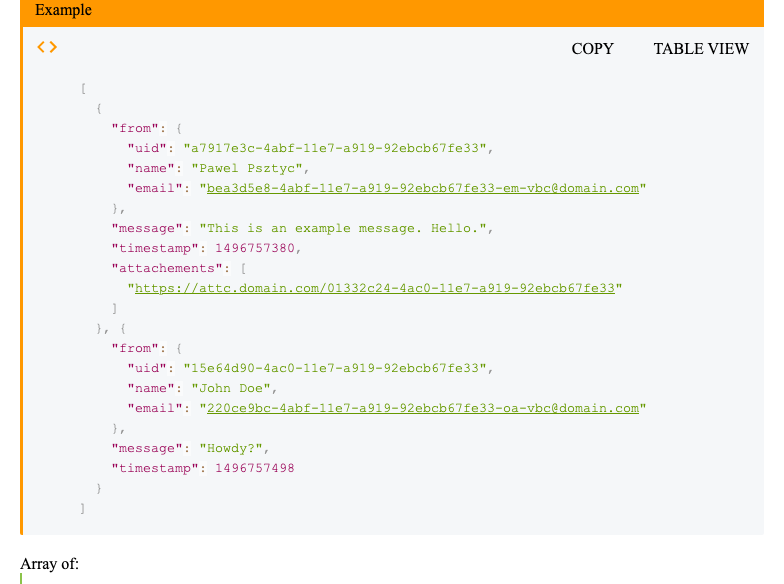 Example
<> COPY TABLE VIEW
[
{
"from": {
"uid": "a7917e3c-4abf-11e7-a919-92ebcb67fe33",
"name": "Pawel Psztyc",
"email": "bea3d5e8-4abf-11e7-a919-92ebcb67fe33-em-vbc@domain.com"
},
"message": "This is an example message. Hello.",
"timestamp": 1496757380,
"attachements": [
"https://attc.domain.com/01332c24-4ac0-11e7-a919-92ebcb67fe33"
]
}, {
"from": {
"uid": "15e64d90-4ac0-11e7-a919-92ebcb67fe33",
"name": "John Doe",
"email": "220ce9bc-4abf-11e7-a919-92ebcb67fe33-oa-vbc@domain.com"
},
"message": "Howdy?",
"timestamp": 1496757498
}
]
Array of: